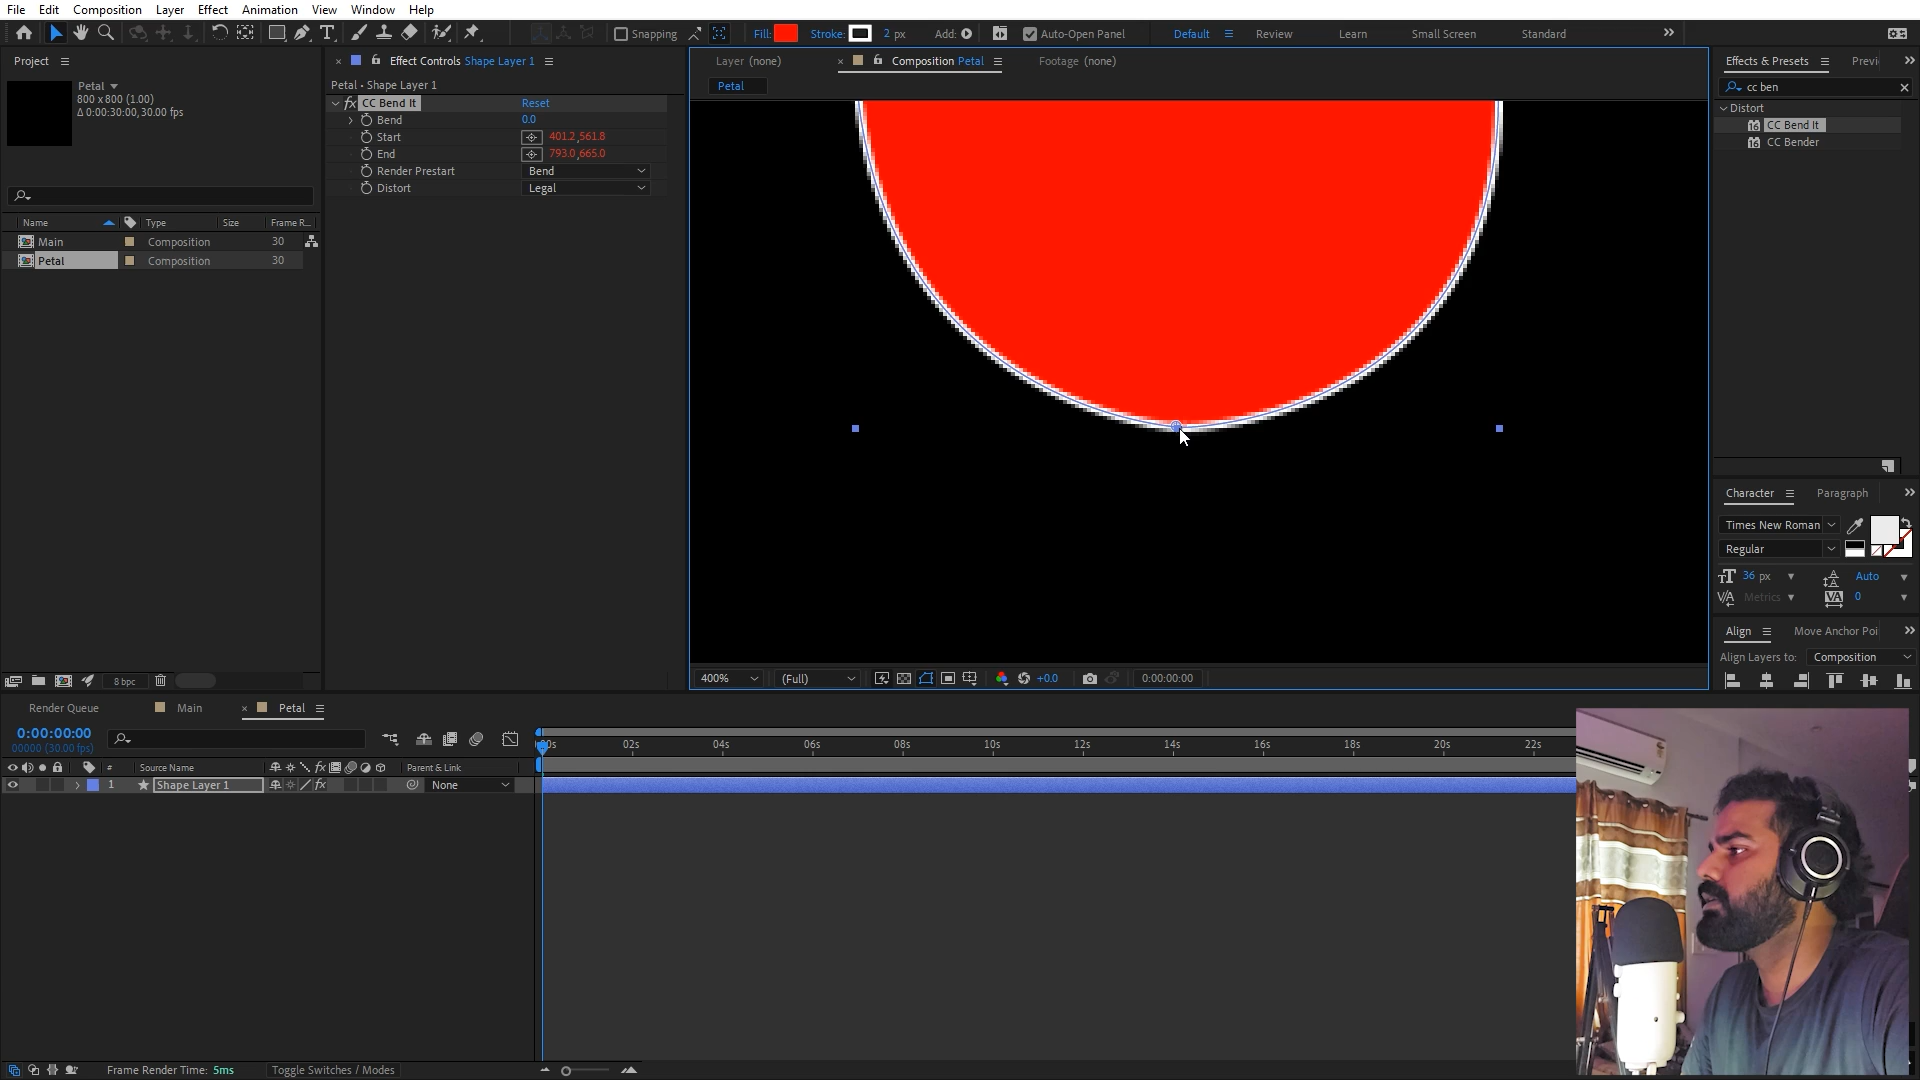 File Edit Composition Layer Effect Animation View Window Help
Snapping Fill: Stroke: 2 px Add: Auto-Open Panel Default Review Learn Small Screen Standard
Project
Petal
800 x 800 (1.00)
Δ 0:00:30:00, 30.00 fps)
Name Type Size Frame R...
Main Composition 30
Petal Composition 30
8 bpc
Effect Controls Shape Layer 1
Petal • Shape Layer 1
fx CC Bend It Reset
Bend 0.0
Start 401.2,561.8
End 793.0,665.0
Render Prestart Bend
Distort Legal
Layer (none) Composition Petal Footage (none)
Petal
400% (Full) +0.0 0:00:00:00
Effects & Presets Previ
cc ben
Distort
CC Bend It
CC Bender
Character Paragraph
Times New Roman
Regular
36 px Auto
Metrics 0
Align Move Anchor Poi
Align Layers to: Composition
Render Queue Main Petal
0:00:00:00
00000 (30.00 fps)
02s 04s 06s 08s 10s 12s 14s 16s 18s 20s 22s
# Source Name fx Parent & Link
1 Shape Layer 1 fx None
Frame Render Time: 5ms Toggle Switches / Modes